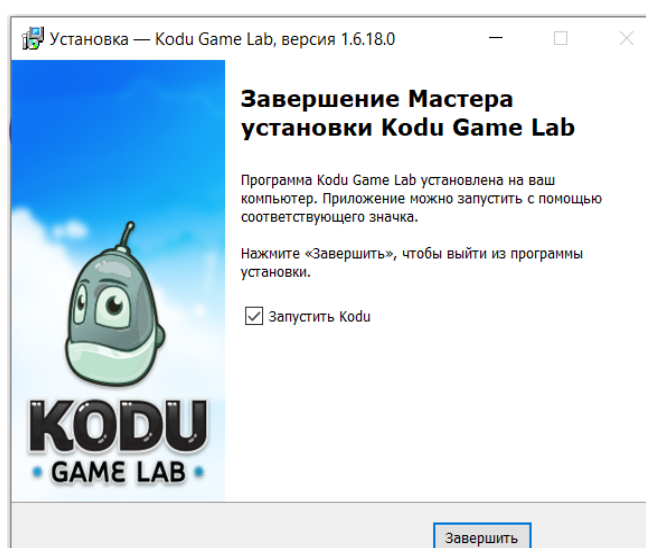 Установка — Kodu Game Lab, версия 1.6.18.0
Завершение Мастера
установки Kodu Game Lab
Программа Kodu Game Lab установлена на ваш
компьютер. Приложение можно запустить с помощью
соответствующего значка.
Нажмите «Завершить», чтобы выйти из программы
установки.
Запустить Kodu
KODU
GAME LAB
Завершить